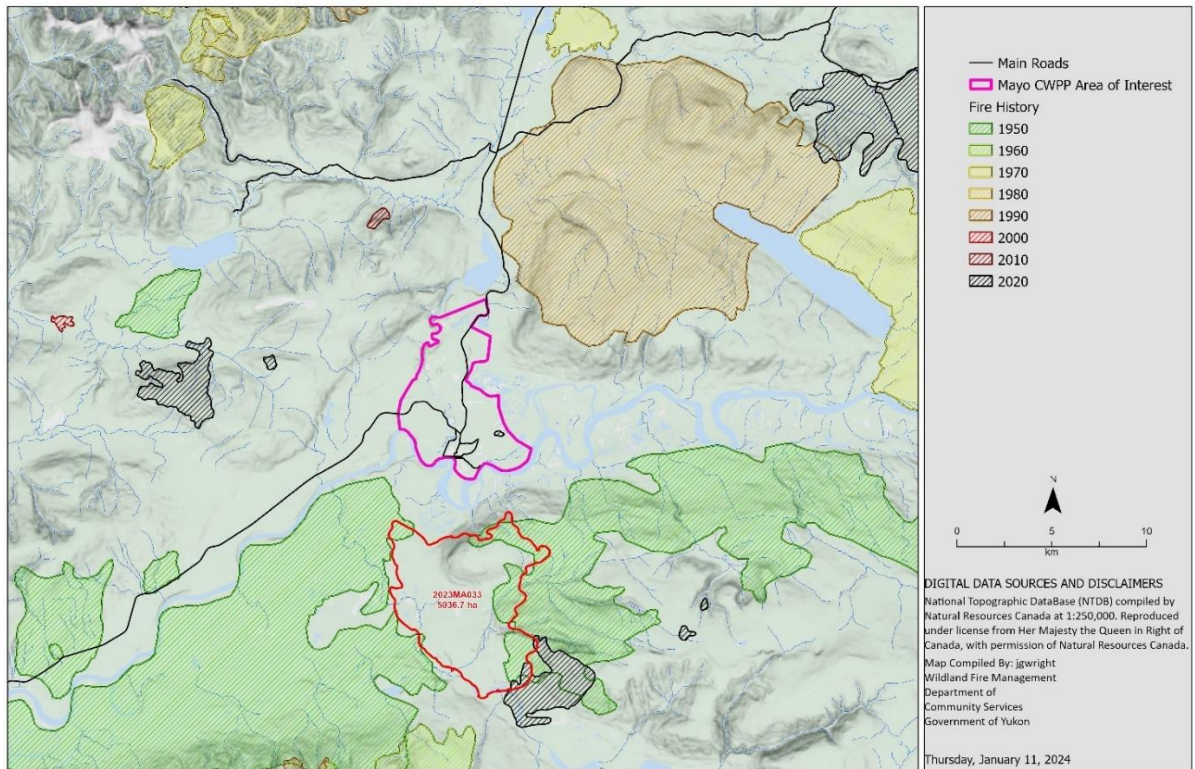 Main Roads
Mayo CWPP Area of Interest
Fire History
1950
1960
1970
1980
1990
2000
2010
2020
2023MA033
5036.7 ha
N
0 5 10
km
DIGITAL DATA SOURCES AND DISCLAIMERS
National Topographic DataBase (NTDB) compiled by
Natural Resources Canada at 1:250,000. Reproduced
under license from Her Majesty the Queen in Right of
Canada, with permission of Natural Resources Canada.
Map Compiled By: jgwright
Wildland Fire Management
Department of
Community Services
Government of Yukon
Thursday, January 11, 2024